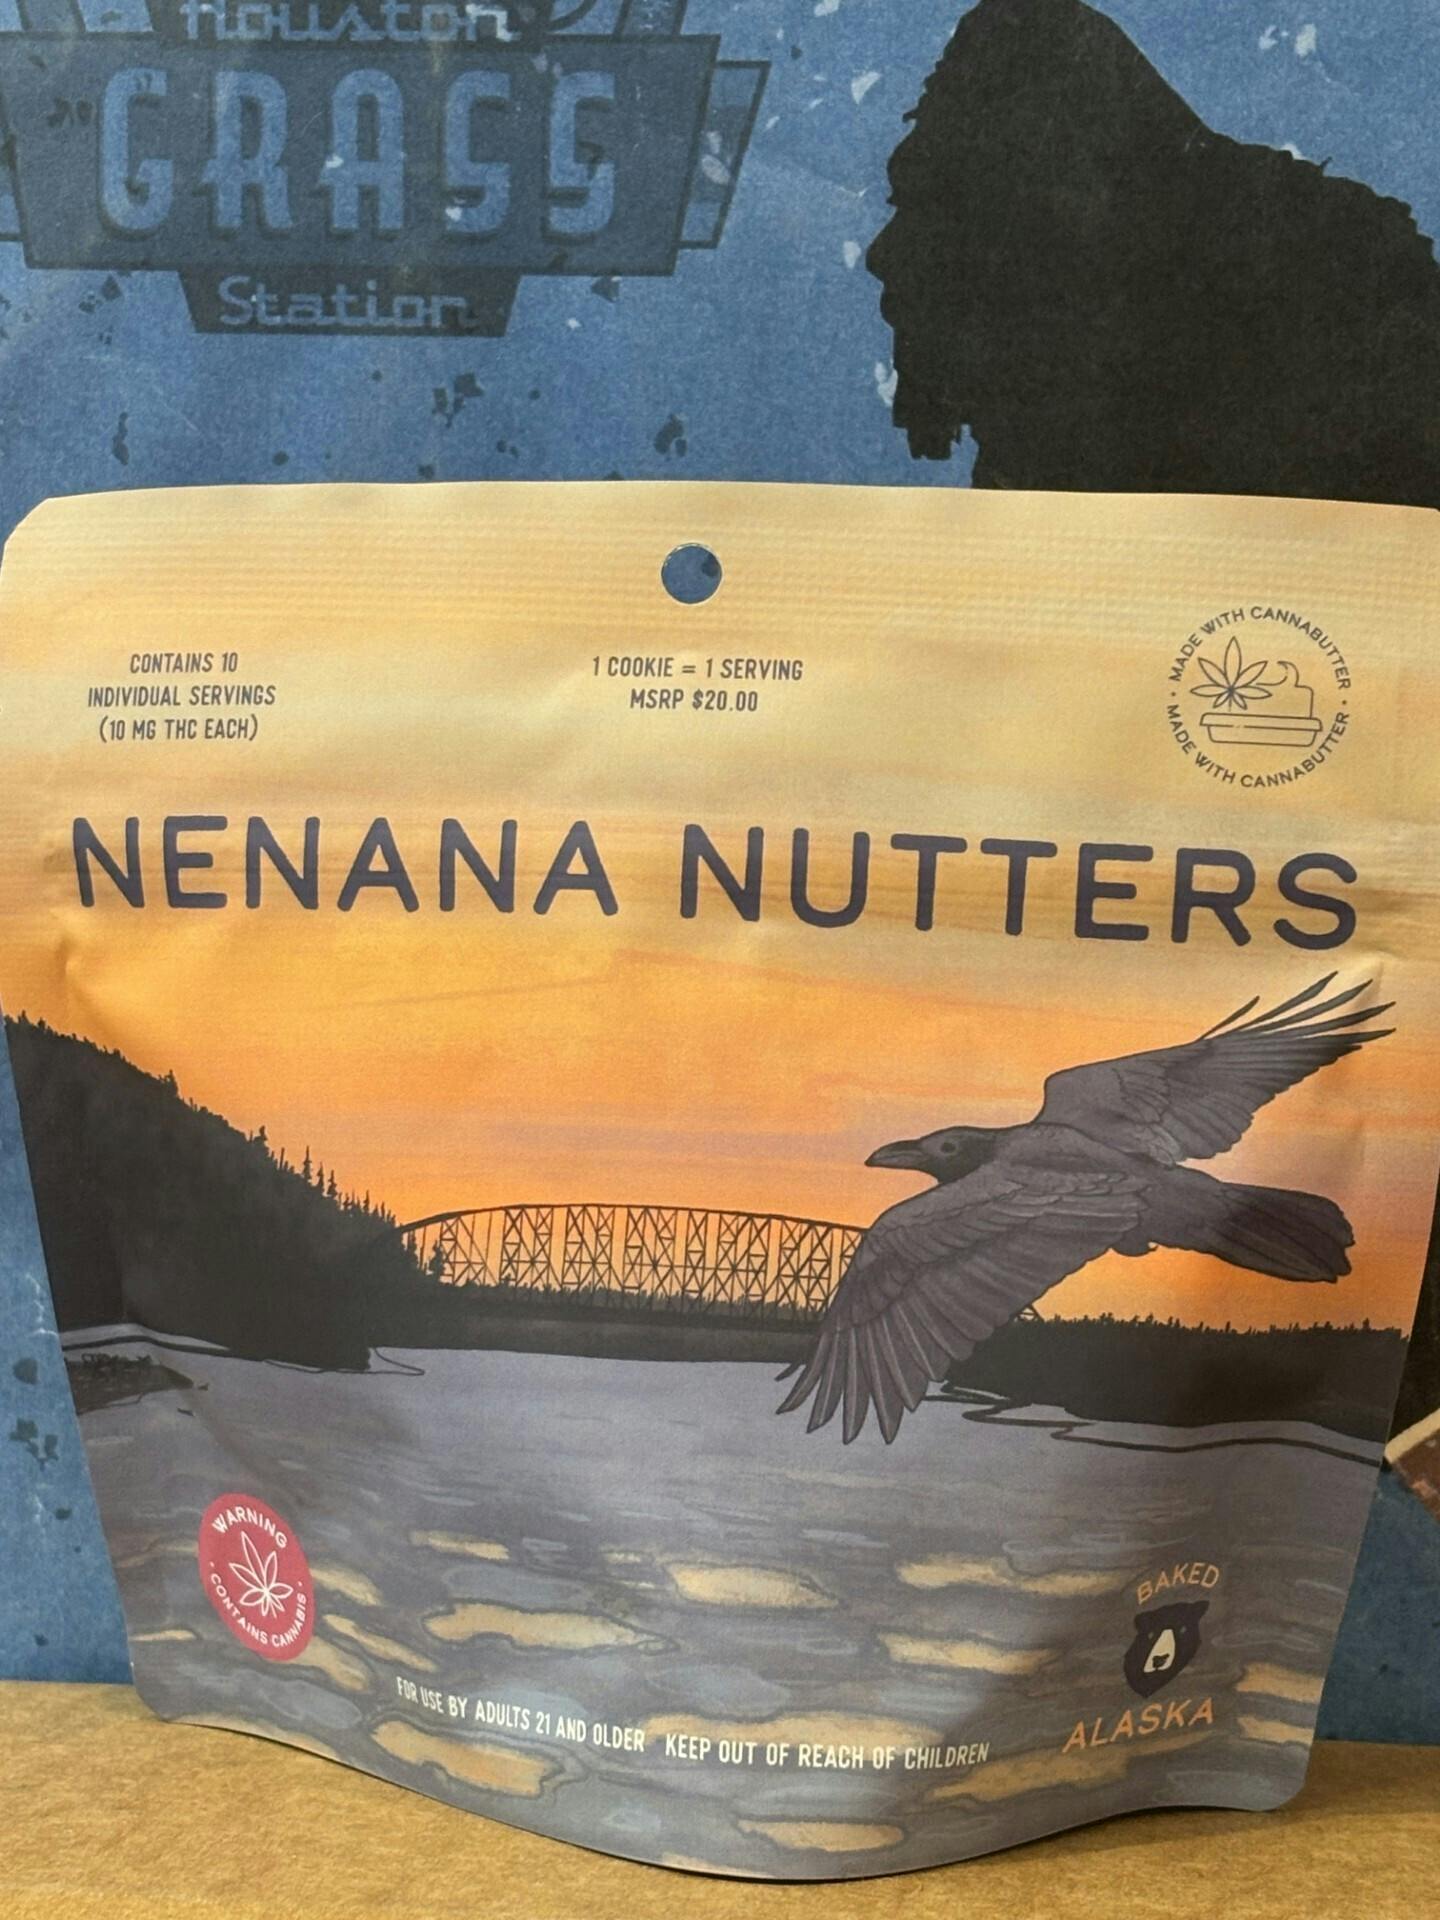 Houston
GRASS
Station
CONTAINS 10
INDIVIDUAL SERVINGS
(10 MG THC EACH)
1 COOKIE = 1 SERVING
MSRP $20.00
MADE WITH CANNABUTTER • MADE WITH CANNABUTTER •
NENANA NUTTERS
WARNING
• CONTAINS CANNABIS •
BAKED
ALASKA
FOR USE BY ADULTS 21 AND OLDER KEEP OUT OF REACH OF CHILDREN